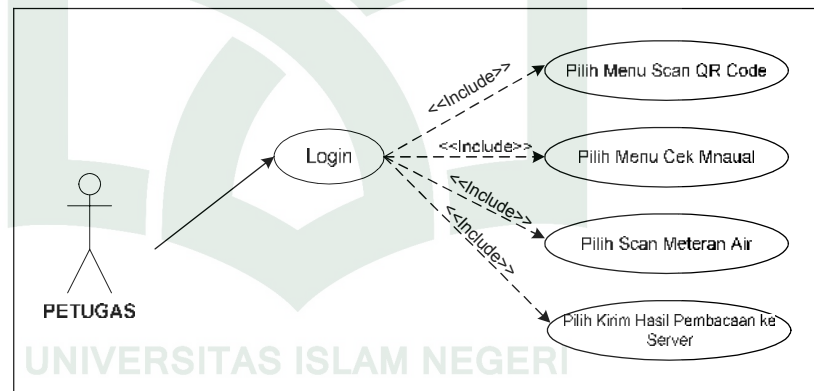 <<Include>>
Pilih Menu Scan QR Code
Login
<<Include>>
Pilih Menu Cek Mnaual
<<Include>>
Pilih Scan Meteran Air
<<Include>>
PETUGAS
Pilih Kirim Hasil Pembacaan ke
Server
UNIVERSITAS ISLAM NEGERI